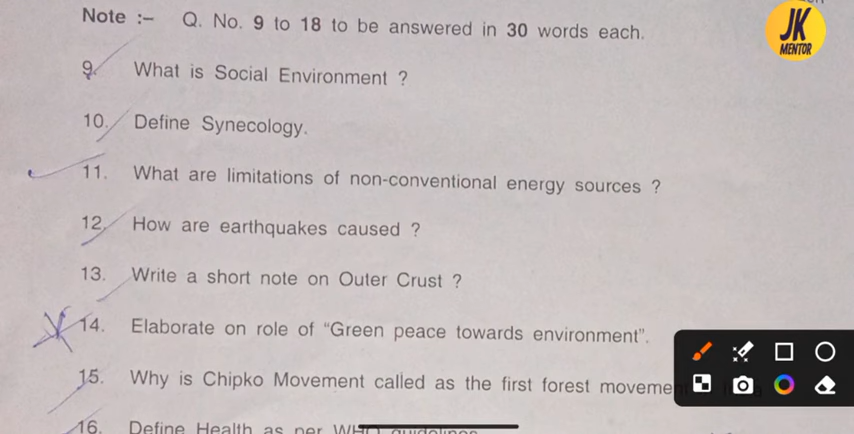 Note :– Q. No. 9 to 18 to be answered in 30 words each.
JK
MENTOR
9. What is Social Environment ?
10. Define Synecology.
11. What are limitations of non-conventional energy sources ?
12. How are earthquakes caused ?
13. Write a short note on Outer Crust ?
14. Elaborate on role of “Green peace towards environment”.
15. Why is Chipko Movement called as the first forest
16. Define Health as per WHO guidelines